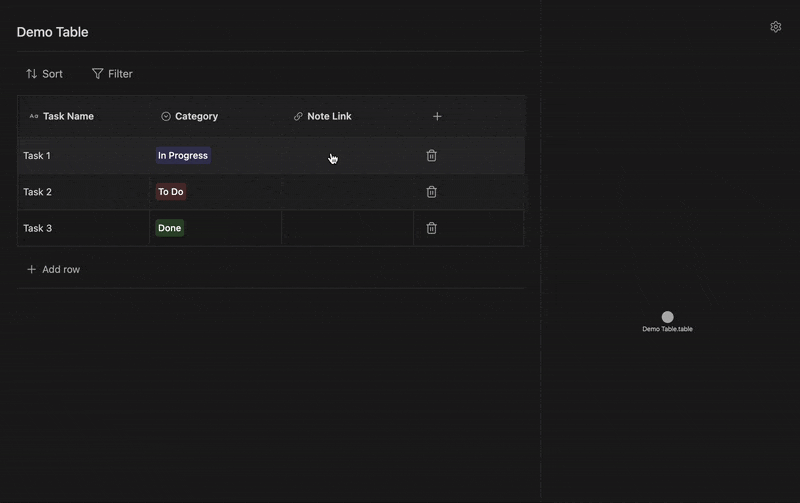 Demo Table
Sort Filter
Aa Task Name Category Note Link
Task 1 In Progress
Task 2 To Do
Task 3 Done
Add row
Demo Table.table